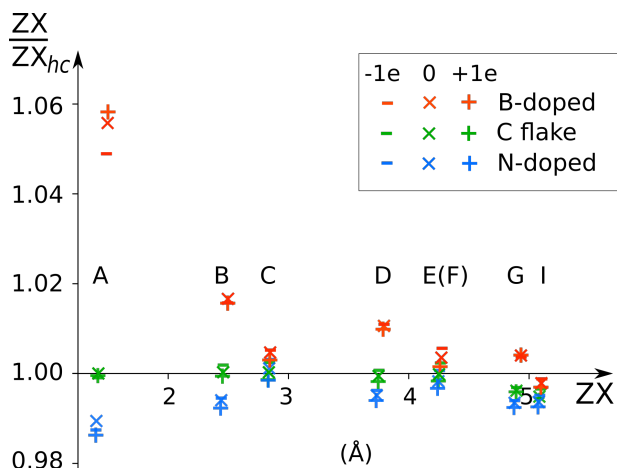 ZX
ZX_hc
-1e 0 +1e
B-doped
C flake
N-doped
1.06
1.04
1.02
A B C D E(F) G I
1.00
2 3 4 5 ZX
(Å)
0.98